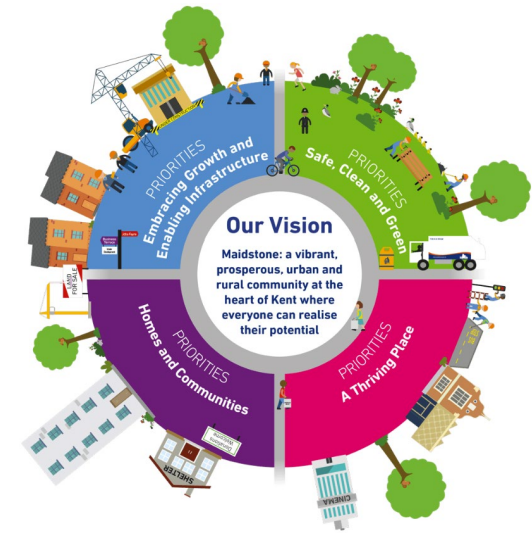 PRIORITIES
Embracing Growth and
Enabling Infrastructure
PRIORITIES
Safe, Clean and
Green
Our Vision
Maidstone: a vibrant,
prosperous, urban and
rural community at the
heart of Kent where
everyone can realise
their potential
LAND
FOR SALE
PRIORITIES
Homes and Communities
PRIORITIES
A Thriving Place
Donations
Welcome
SHELTER
CINEMA